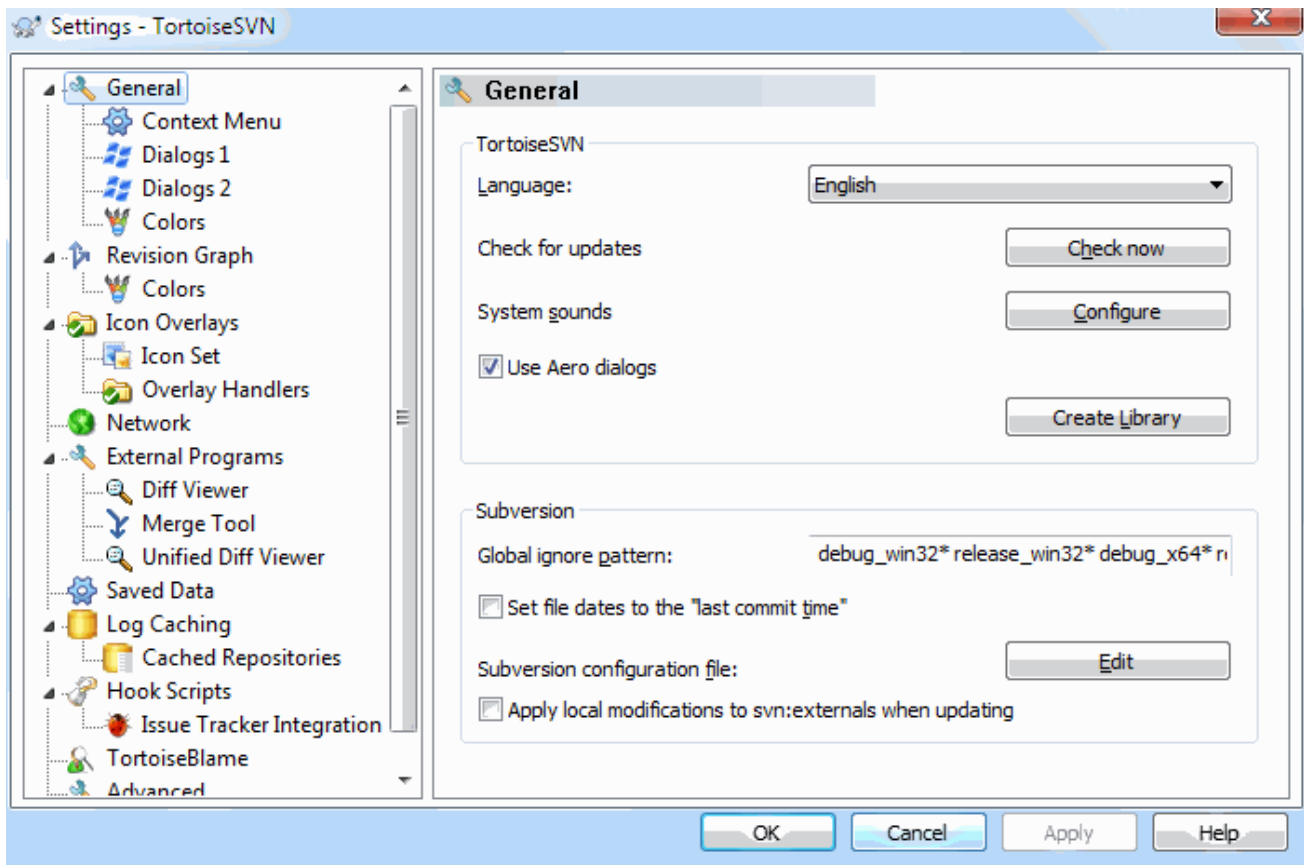 Settings - TortoiseSVN
General
Context Menu
Dialogs 1
Dialogs 2
Colors
Revision Graph
Colors
Icon Overlays
Icon Set
Overlay Handlers
Network
External Programs
Diff Viewer
Merge Tool
Unified Diff Viewer
Saved Data
Log Caching
Cached Repositories
Hook Scripts
Issue Tracker Integration
TortoiseBlame
Advanced
General
TortoiseSVN
Language: English
Check for updates Check now
System sounds Configure
Use Aero dialogs
Create Library
Subversion
Global ignore pattern: debug_win32* release_win32* debug_x64*
Set file dates to the "last commit time"
Subversion configuration file: Edit
Apply local modifications to svn:externals when updating
OK Cancel Apply Help